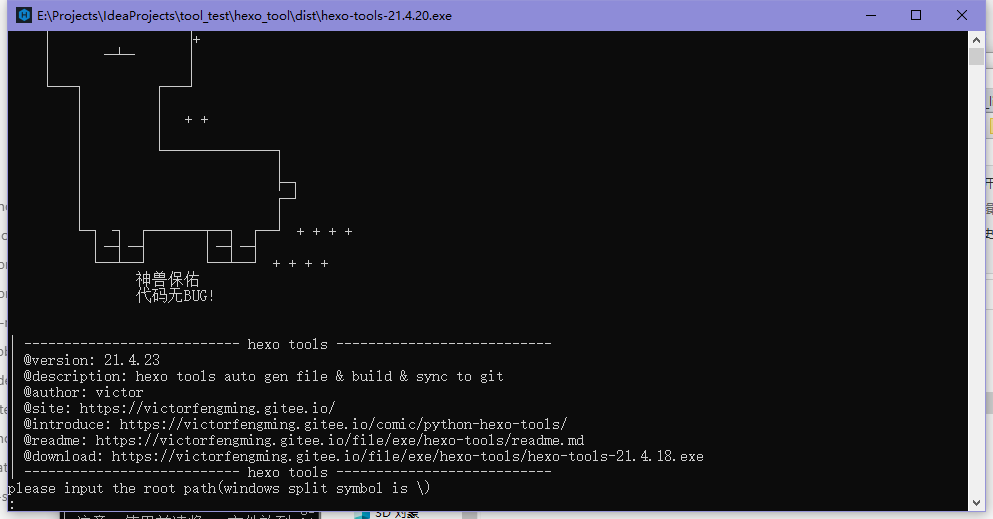 E:\Projects\IdeaProjects\tool_test\hexo_tool\dist\hexo-tools-21.4.20.exe
+
+ +
+ + + +
+ + + +
神兽保佑
代码无BUG!
--------------------------- hexo tools ---------------------------
@version: 21.4.23
@description: hexo tools auto gen file & build & sync to git
@author: victor
@site: https://victorfengming.gitee.io/
@introduce: https://victorfengming.gitee.io/comic/python-hexo-tools/
@readme: https://victorfengming.gitee.io/file/exe/hexo-tools/readme.md
@download: https://victorfengming.gitee.io/file/exe/hexo-tools/hexo-tools-21.4.18.exe
--------------------------- hexo tools ---------------------------
please input the root path(windows split symbol is \)
:
3D 对象